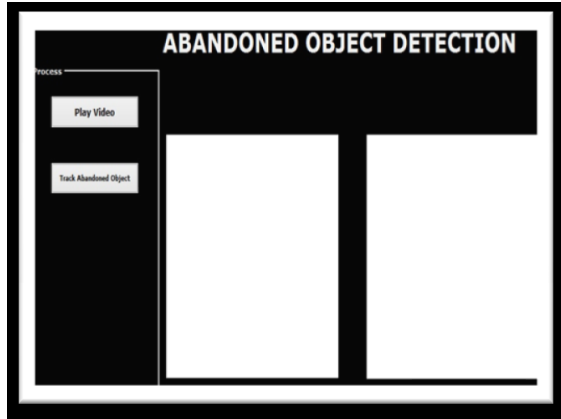 ABANDONED OBJECT DETECTION
Process
Play Video
Track Abandoned Object